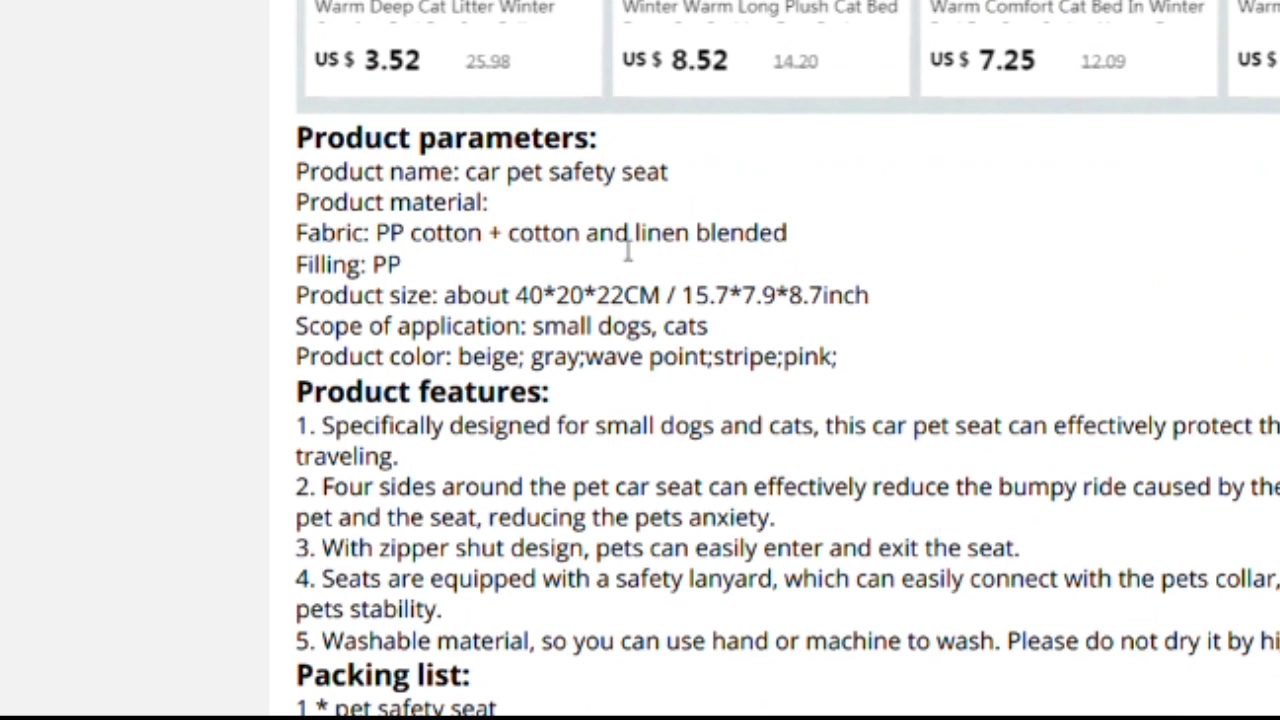 Warm Deep Cat Litter Winter
Winter Warm Long Plush Cat Bed
Warm Comfort Cat Bed In Winter
Warm
US $ 3.52 25.98
US $ 8.52 14.20
US $ 7.25 12.09
US $
Product parameters:
Product name: car pet safety seat
Product material:
Fabric: PP cotton + cotton and linen blended
Filling: PP
Product size: about 40*20*22CM / 15.7*7.9*8.7inch
Scope of application: small dogs, cats
Product color: beige; gray;wave point;stripe;pink;
Product features:
1. Specifically designed for small dogs and cats, this car pet seat can effectively protect th
traveling.
2. Four sides around the pet car seat can effectively reduce the bumpy ride caused by the
pet and the seat, reducing the pets anxiety.
3. With zipper shut design, pets can easily enter and exit the seat.
4. Seats are equipped with a safety lanyard, which can easily connect with the pets collar,
pets stability.
5. Washable material, so you can use hand or machine to wash. Please do not dry it by hi
Packing list:
1 * pet safety seat